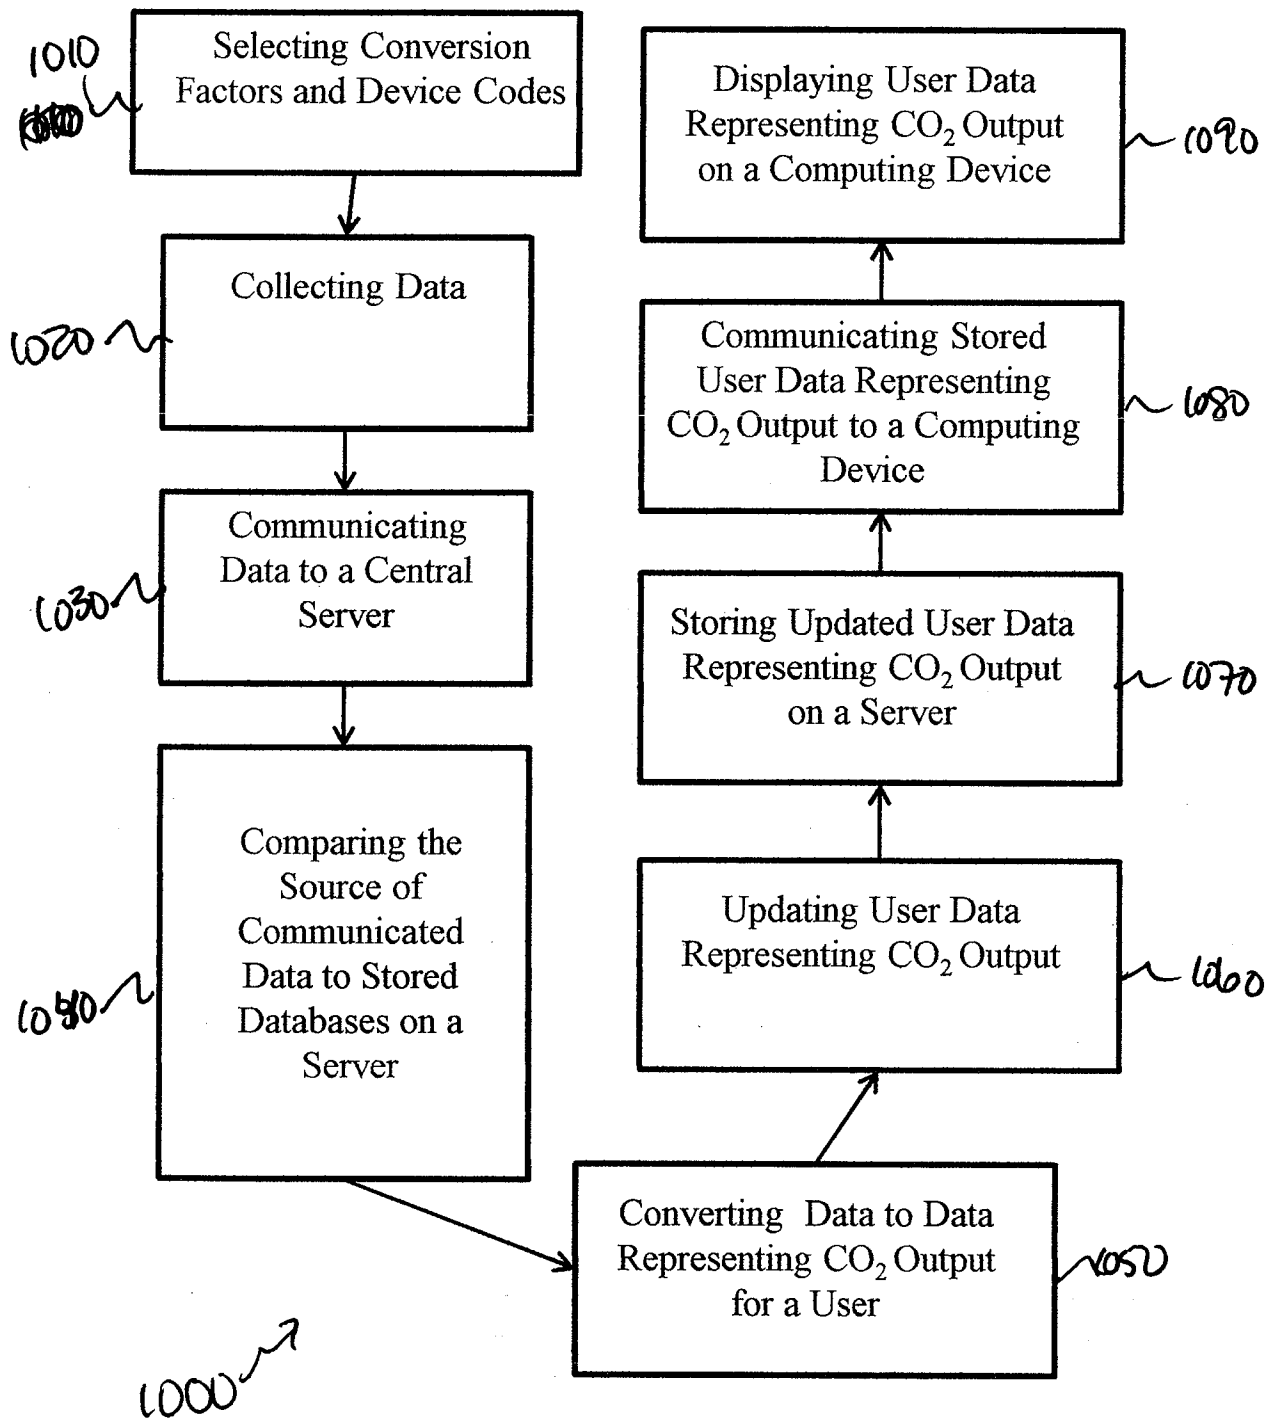 1010
Selecting Conversion
Factors and Device Codes
Collecting Data
1020
Communicating
Data to a Central
Server
1030
Comparing the
Source of
Communicated
Data to Stored
Databases on a
Server
1040
Converting Data to Data
Representing CO₂ Output
for a User
1050
Updating User Data
Representing CO₂ Output
1060
Storing Updated User Data
Representing CO₂ Output
on a Server
1070
Communicating Stored
User Data Representing
CO₂ Output to a Computing
Device
1080
Displaying User Data
Representing CO₂ Output
on a Computing Device
1090
1000